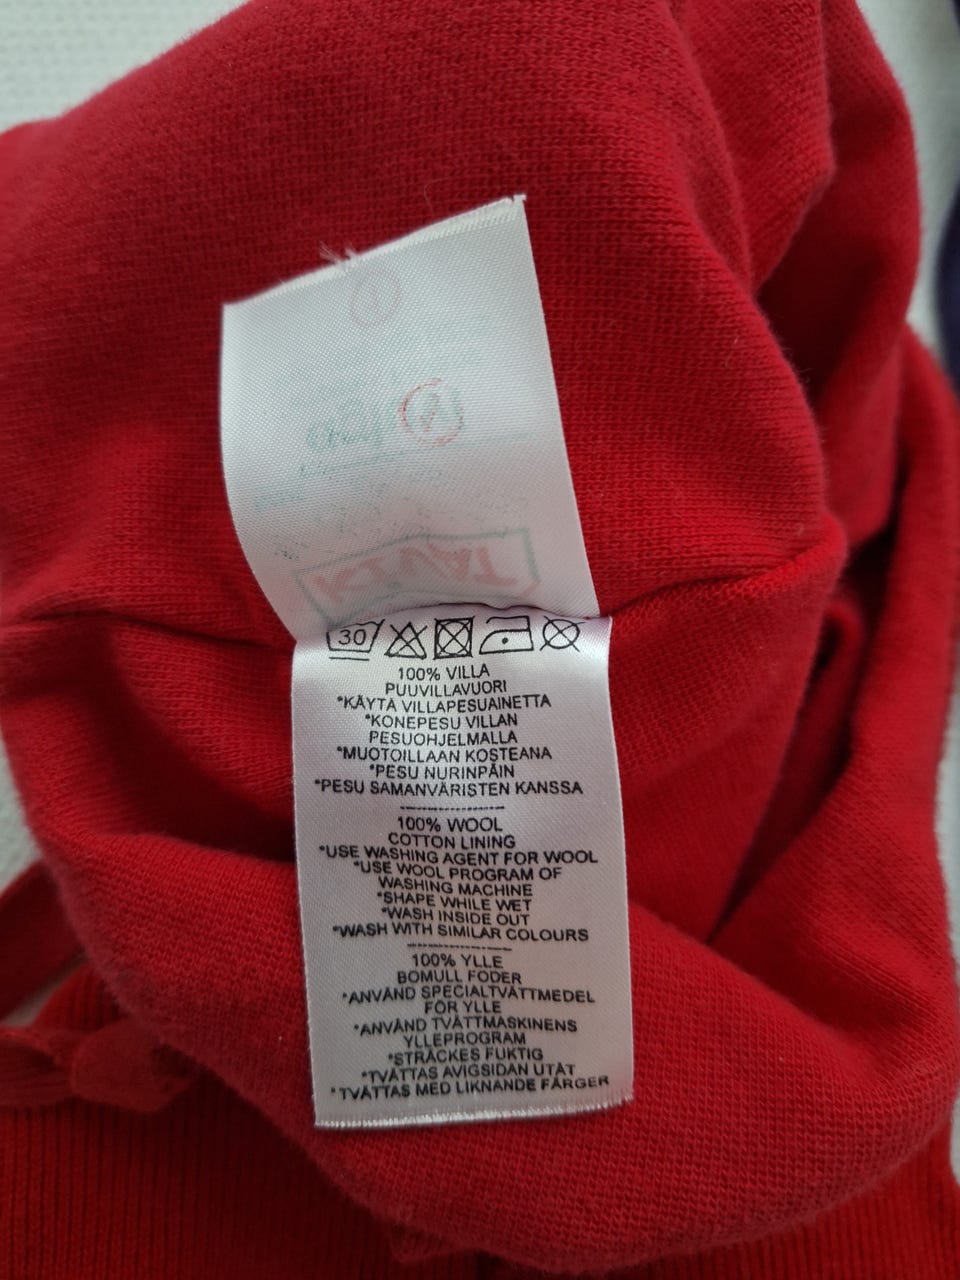 KIVAT
30
100% VILLA
PUUVILLAVUORI
*KÄYTÄ VILLAPESUAINETTA
*KONEPESU VILLAN
PESUOHJELMALLA
*MUOTOILLAAN KOSTEANA
*PESU NURINPÄIN
*PESU SAMANVÄRISTEN KANSSA
100% WOOL
COTTON LINING
*USE WASHING AGENT FOR WOOL
*USE WOOL PROGRAM OF
WASHING MACHINE
*SHAPE WHILE WET
*WASH INSIDE OUT
*WASH WITH SIMILAR COLOURS
100% YLLE
BOMULL FODER
*ANVÄND SPECIALTVÄTTMEDEL
FÖR YLLE
*ANVÄND TVÄTTMASKINENS
YLLEPROGRAM
*STRÄCKES FUKTIG
*TVÄTTAS AVIGSIDAN UTÅT
*TVÄTTAS MED LIKNANDE FÄRGER